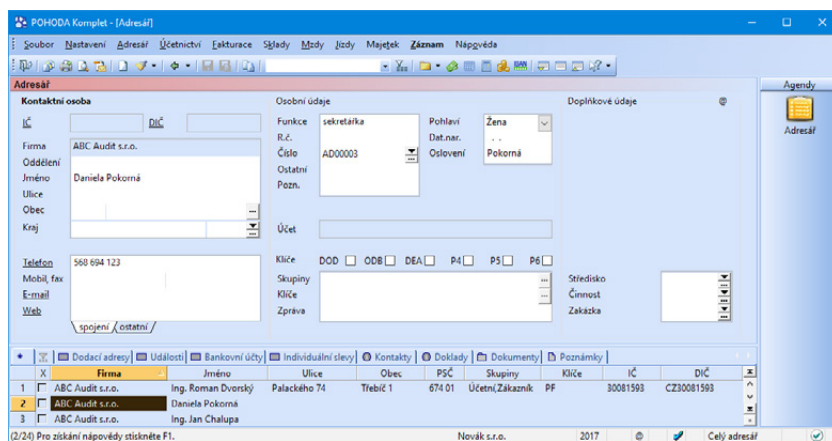 POHODA Komplet - [Adresář]
Soubor Nastavení Adresář Účetnictví Fakturace Sklady Mzdy Jízdy Majetek Záznam Nápověda
Adresář
Agendy
Adresář
Kontaktní osoba
IČ DIČ
Firma ABC Audit s.r.o.
Oddělení
Jméno Daniela Pokorná
Ulice
Obec
Kraj
Telefon 568 694 123
Mobil, fax
E-mail
Web
spojení ostatní
Osobní údaje
Funkce sekretářka Pohlaví Žena
R.č. Dat.nar. . .
Číslo AD00003 Oslovení Pokorná
Ostatní
Pozn.
Účet
Klíče DOD ODB DEA P4 P5 P6
Skupiny
Klíče
Zpráva
Doplňkové údaje @
Středisko
Činnost
Zakázka
Dodací adresy Události Bankovní účty Individuální slevy Kontakty Doklady Dokumenty Poznámky
X Firma Jméno Ulice Obec PSČ Skupiny Klíče IČ DIČ
1 ABC Audit s.r.o. Ing. Roman Dvorský Palackého 74 Třebíč 1 674 01 Účetní,Zákazník PF 30081593 CZ30081593
2 ABC Audit s.r.o. Daniela Pokorná
3 ABC Audit s.r.o. Ing. Jan Chalupa
(2/24) Pro získání nápovědy stiskněte F1. Novák s.r.o. 2017 @ Celý adresář